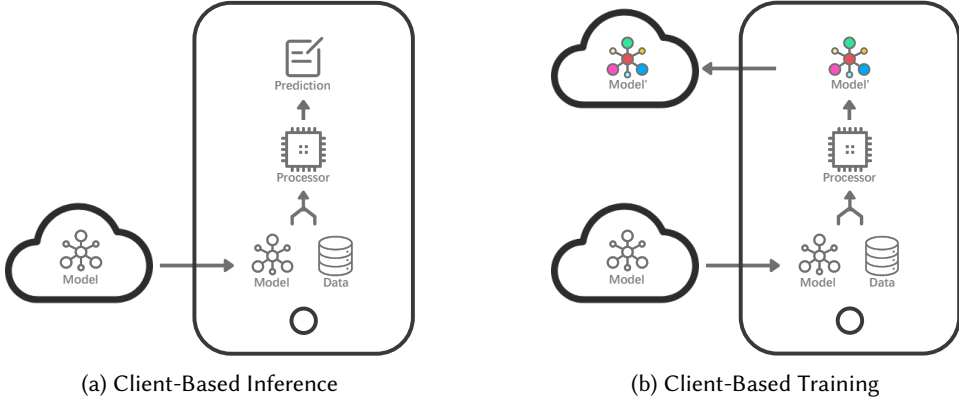 Prediction
Processor
Model
Model
Data
(a) Client-Based Inference
Model'
Model'
Processor
Model
Model
Data
(b) Client-Based Training